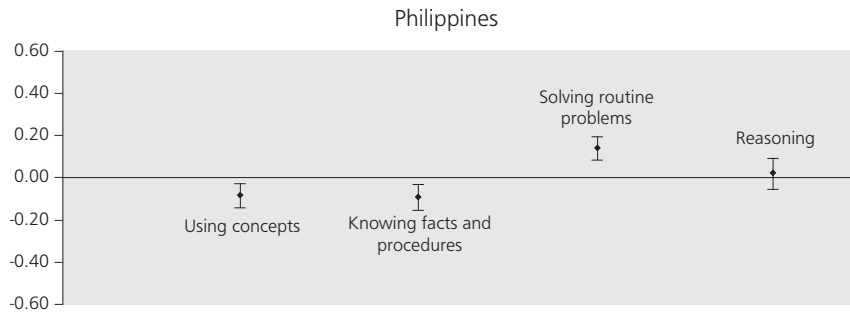 Philippines
0.60
0.40
0.20
0.00
-0.20
-0.40
-0.60
Using concepts
Knowing facts and
procedures
Solving routine
problems
Reasoning